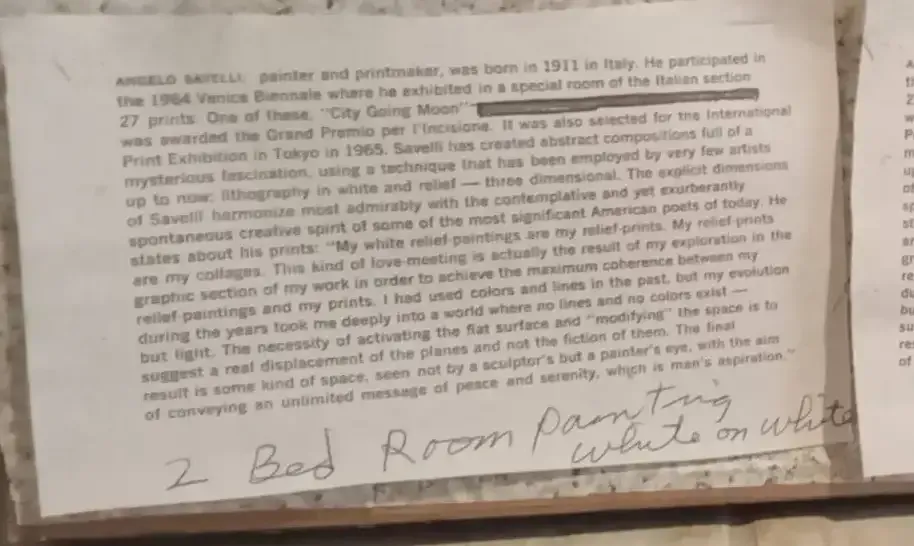 ANGELO SAVELLI, painter and printmaker, was born in 1911 in Italy. He participated in
the 1964 Venice Biennale where he exhibited in a special room of the Italian section
27 prints. One of these, "City Going Moon"
was awarded the Grand Premio per l'Incisione. It was also selected for the International
Print Exhibition in Tokyo in 1965. Savelli has created abstract compositions full of a
mysterious fascination, using a technique that has been employed by very few artists
up to now: lithography in white and relief — three dimensional. The explicit dimensions
of Savelli harmonize most admirably with the contemplative and yet exurberantly
spontaneous creative spirit of some of the most significant American poets of today. He
states about his prints: "My white relief-paintings are my relief-prints. My relief-prints
are my collages. This kind of love-meeting is actually the result of my exploration in the
graphic section of my work in order to achieve the maximum coherence between my
relief-paintings and my prints. I had used colors and lines in the past, but my evolution
during the years took me deeply into a world where no lines and no colors exist —
but light. The necessity of activating the flat surface and "modifying" the space is to
suggest a real displacement of the planes and not the fiction of them. The final
result is some kind of space, seen not by a sculptor's but a painter's eye, with the aim
of conveying an unlimited message of peace and serenity, which is man's aspiration."
2 Bed Room Painting
white on white